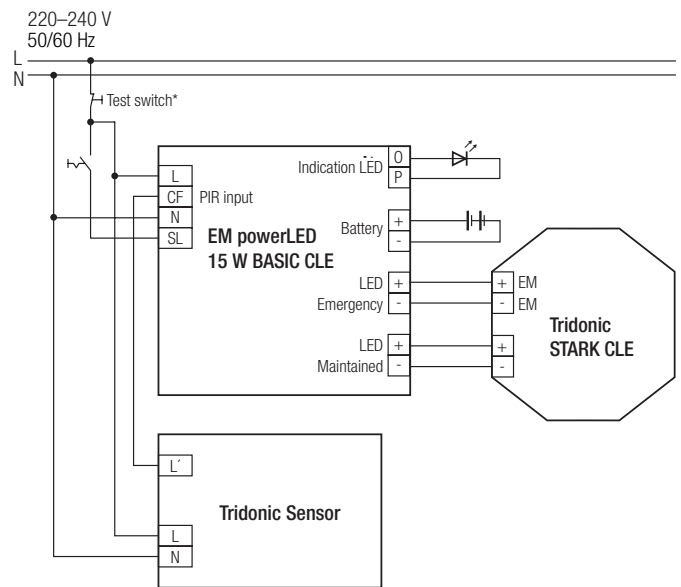 220–240 V
50/60 Hz
L
N
Test switch*
L
CF PIR input
N
SL
EM powerLED
15 W BASIC CLE
Indication LED
O
P
Battery
+
-
LED
Emergency
+
-
LED
Maintained
+
-
+ EM
- EM
+
-
Tridonic
STARK CLE
L´
Tridonic Sensor
L
N